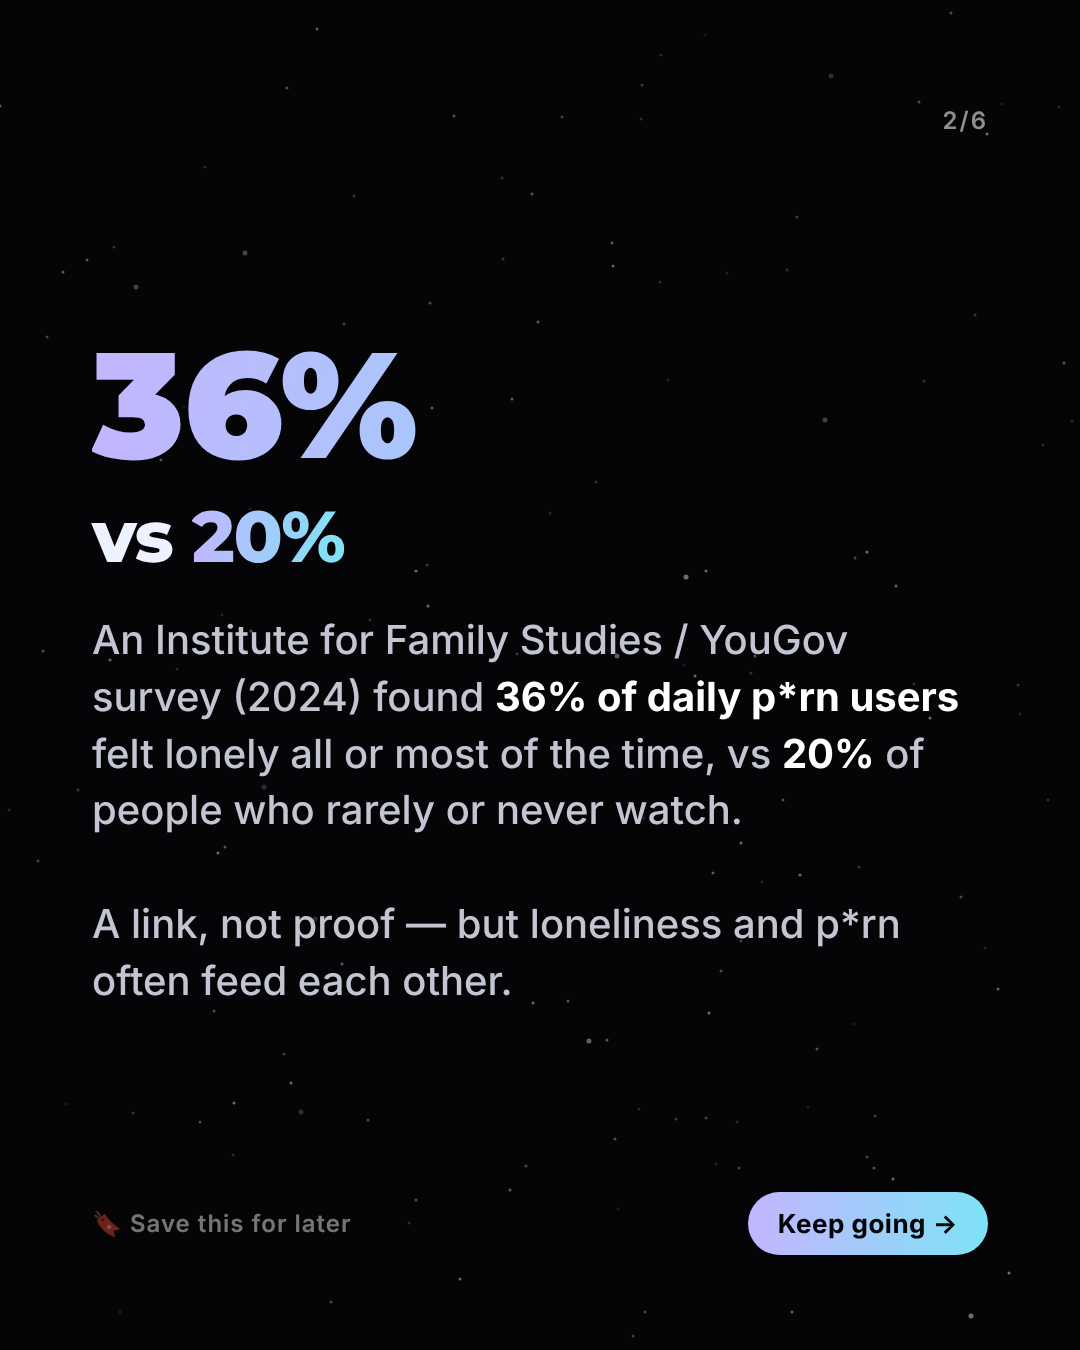 2/6
36%
vs 20%
An Institute for Family Studies / YouGov
survey (2024) found 36% of daily p*rn users
felt lonely all or most of the time, vs 20% of
people who rarely or never watch.
A link, not proof — but loneliness and p*rn
often feed each other.
🔖 Save this for later
Keep going →